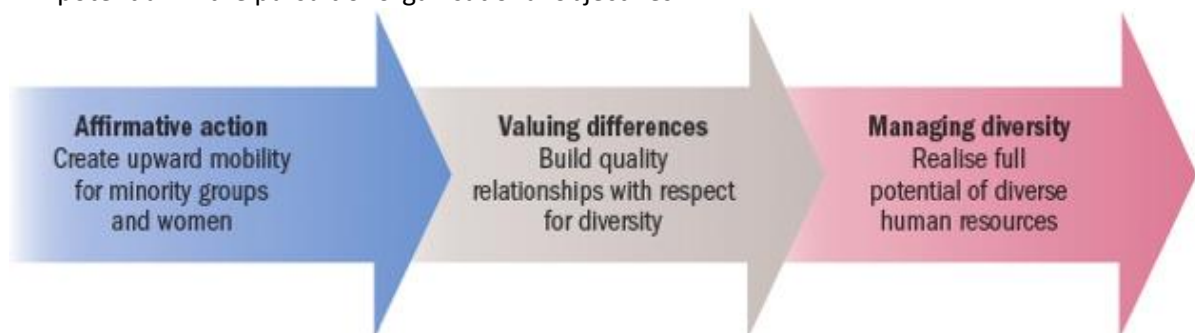 Affirmative action
Create upward mobility
for minority groups
and women
Valuing differences
Build quality
relationships with respect
for diversity
Managing diversity
Realise full
potential of diverse
human resources